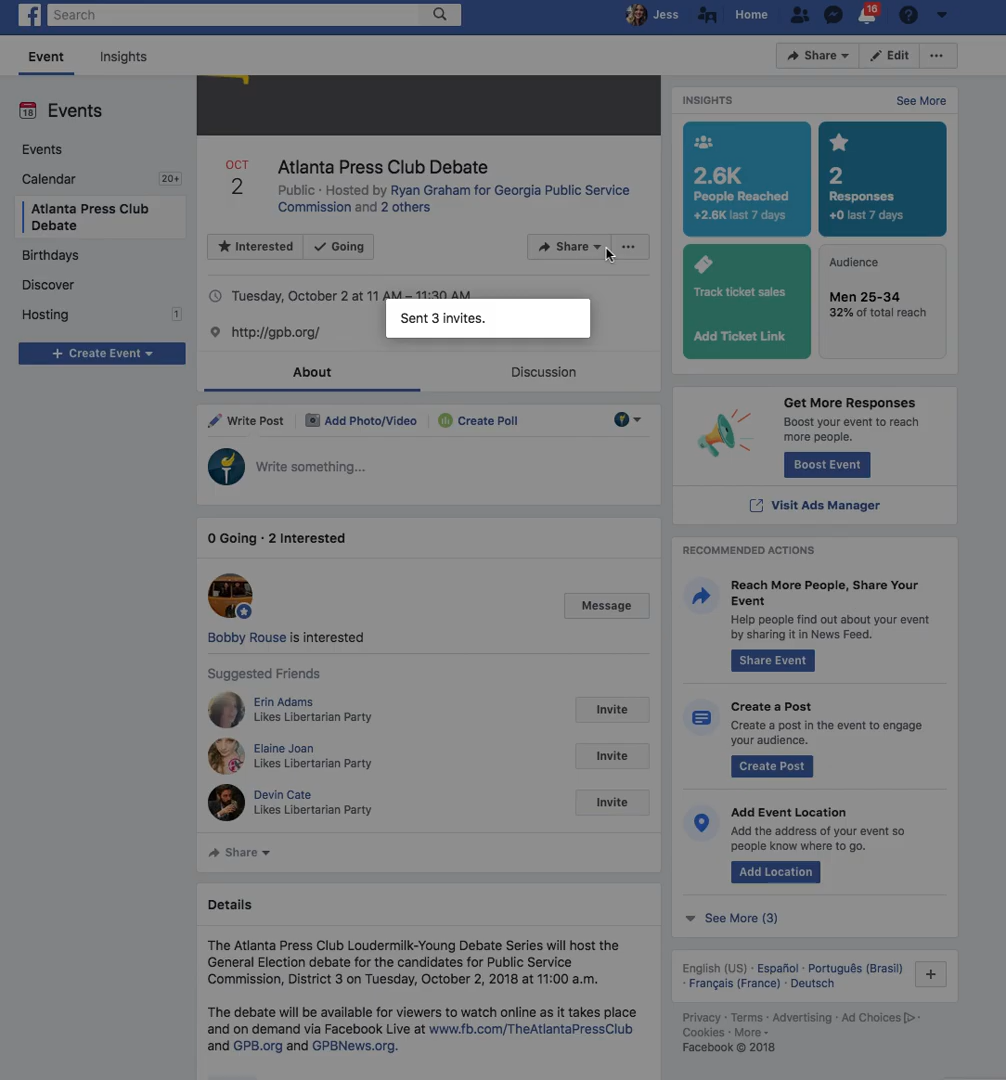 Search
Jess
Home
16
Event
Insights
Share
Edit
18
Events
Events
Calendar
20+
Atlanta Press Club
Debate
Birthdays
Discover
Hosting
1
+ Create Event
OCT
2
Atlanta Press Club Debate
Public · Hosted by Ryan Graham for Georgia Public Service
Commission and 2 others
Interested
Going
Share
Tuesday, October 2 at 11 AM – 11:30 AM
Sent 3 invites.
http://gpb.org/
About
Discussion
Write Post
Add Photo/Video
Create Poll
Write something...
0 Going · 2 Interested
Message
Bobby Rouse is interested
Suggested Friends
Erin Adams
Likes Libertarian Party
Invite
Elaine Joan
Likes Libertarian Party
Invite
Devin Cate
Likes Libertarian Party
Invite
Share
Details
The Atlanta Press Club Loudermilk-Young Debate Series will host the
General Election debate for the candidates for Public Service
Commission, District 3 on Tuesday, October 2, 2018 at 11:00 a.m.
The debate will be available for viewers to watch online as it takes place
and on demand via Facebook Live at www.fb.com/TheAtlantaPressClub
and GPB.org and GPBNews.org.
INSIGHTS
See More
2.6K
People Reached
+2.6K last 7 days
2
Responses
+0 last 7 days
Track ticket sales
Add Ticket Link
Audience
Men 25-34
32% of total reach
Get More Responses
Boost your event to reach
more people.
Boost Event
Visit Ads Manager
RECOMMENDED ACTIONS
Reach More People, Share Your
Event
Help people find out about your event
by sharing it in News Feed.
Share Event
Create a Post
Create a post in the event to engage
your audience.
Create Post
Add Event Location
Add the address of your event so
people know where to go.
Add Location
See More (3)
English (US) · Español · Português (Brasil)
· Français (France) · Deutsch
Privacy · Terms · Advertising · Ad Choices ·
Cookies · More
Facebook © 2018